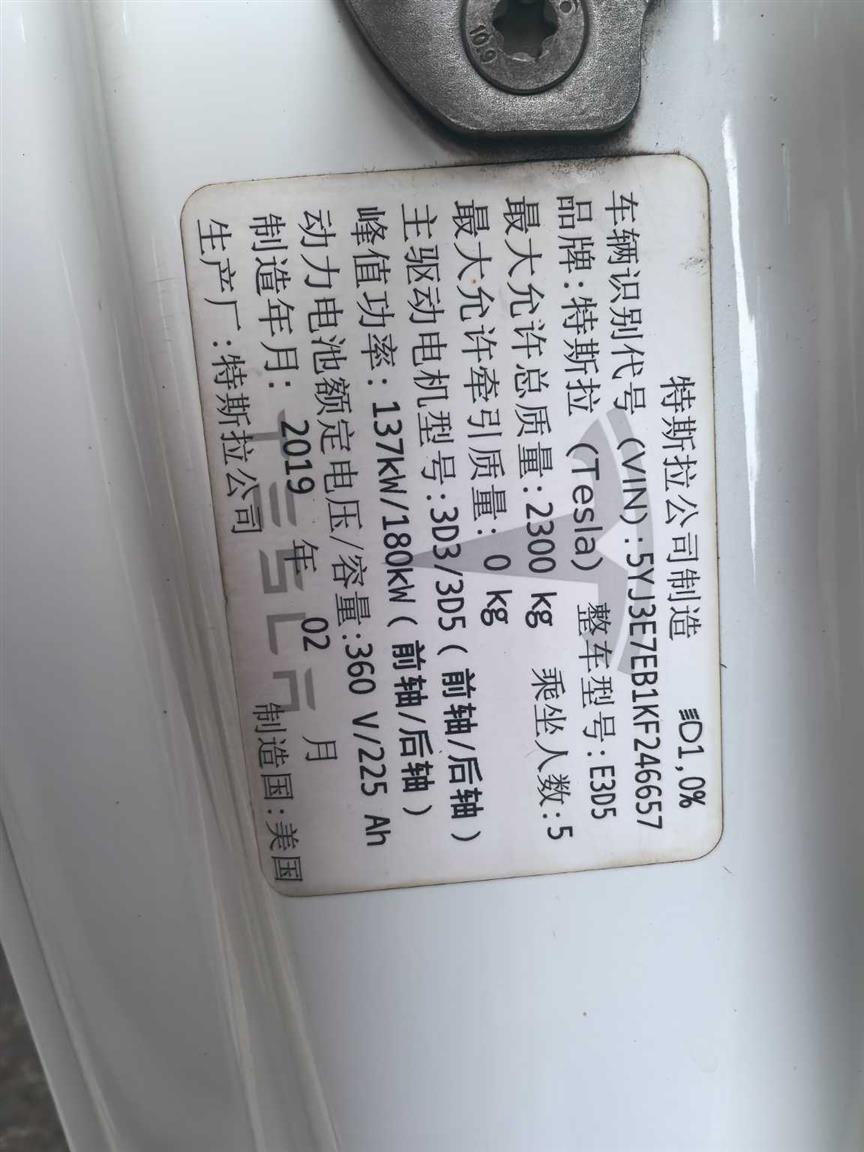 10.9
特斯拉公司制造 1,0%
车辆识别代号(VIN):5YJ3E7EB1KF246657
品牌:特斯拉(Tesla) 整车型号:E3D5
最大允许总质量:2300 kg 乘坐人数:5
最大允许牵引质量: 0 kg
主驱动电机型号:3D3/3D5(前轴/后轴)
峰值功率: 137kW/180kW(前轴/后轴)
动力电池额定电压/容量:360 V/225 Ah
制造年月: 2019 年 02 月
生产厂:特斯拉公司 制造国:美国
TESLA